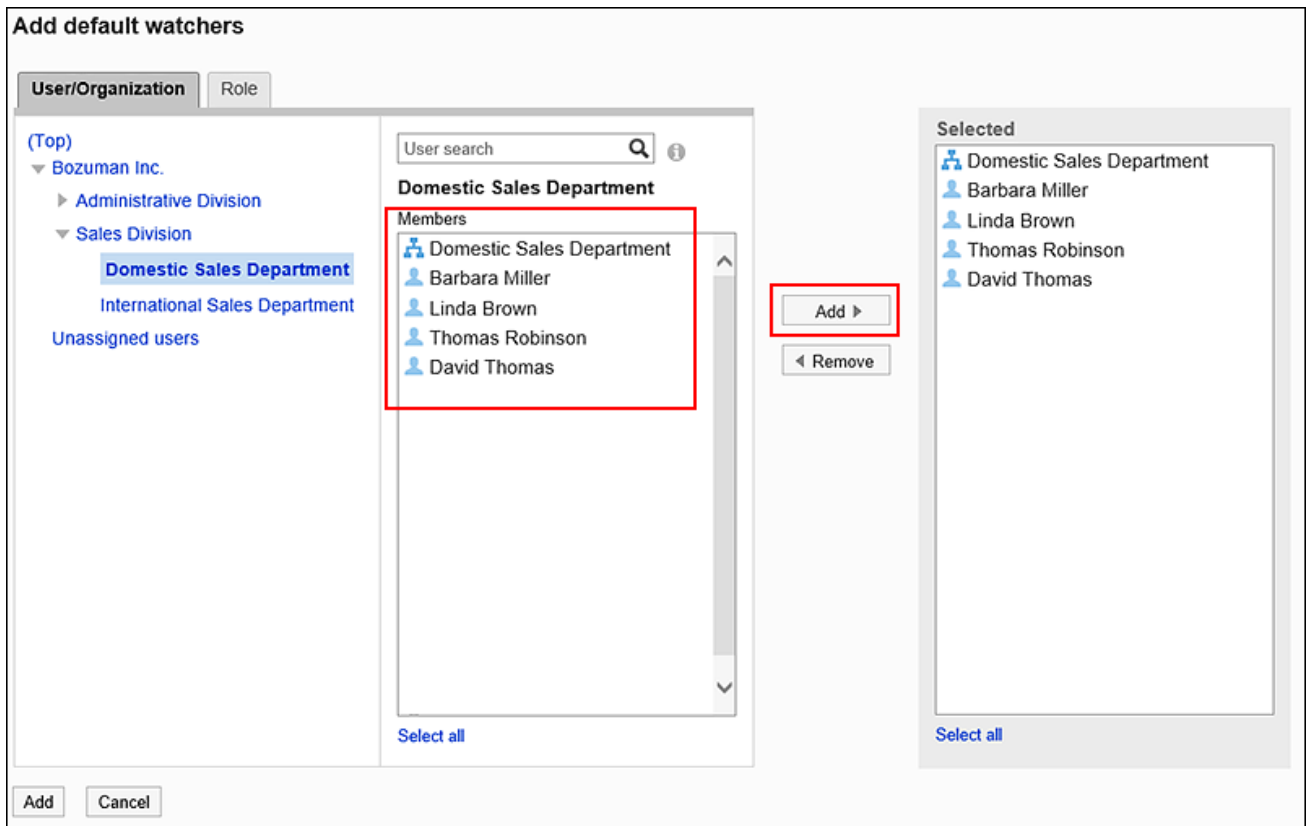 Add default watchers
User/Organization
Role
(Top)
Bozuman Inc.
Administrative Division
Sales Division
Domestic Sales Department
International Sales Department
Unassigned users
User search
Domestic Sales Department
Members
Domestic Sales Department
Barbara Miller
Linda Brown
Thomas Robinson
David Thomas
Select all
Add
Remove
Selected
Domestic Sales Department
Barbara Miller
Linda Brown
Thomas Robinson
David Thomas
Select all
Add
Cancel